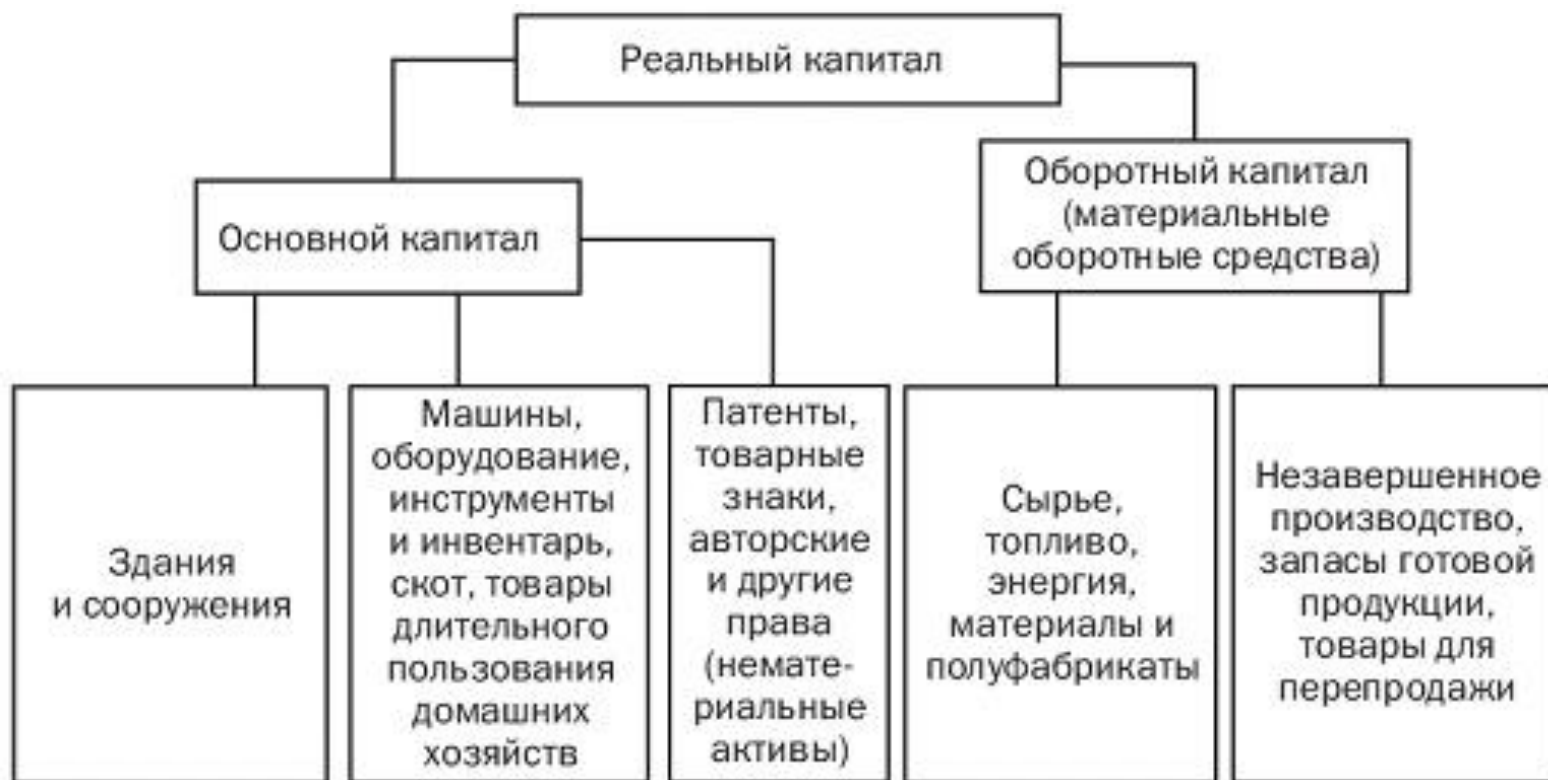 Реальный капитал
Оборотный капитал
(материальные
оборотные средства)
Основной капитал
Здания
и сооружения
Машины,
оборудование,
инструменты
и инвентарь,
скот, товары
длительного
пользования
домашних
хозяйств
Патенты,
товарные
знаки,
авторские
и другие
права
(немате-
риальные
активы)
Сырье,
топливо,
энергия,
материалы и
полуфабрикаты
Незавершенное
производство,
запасы готовой
продукции,
товары для
перепродажи